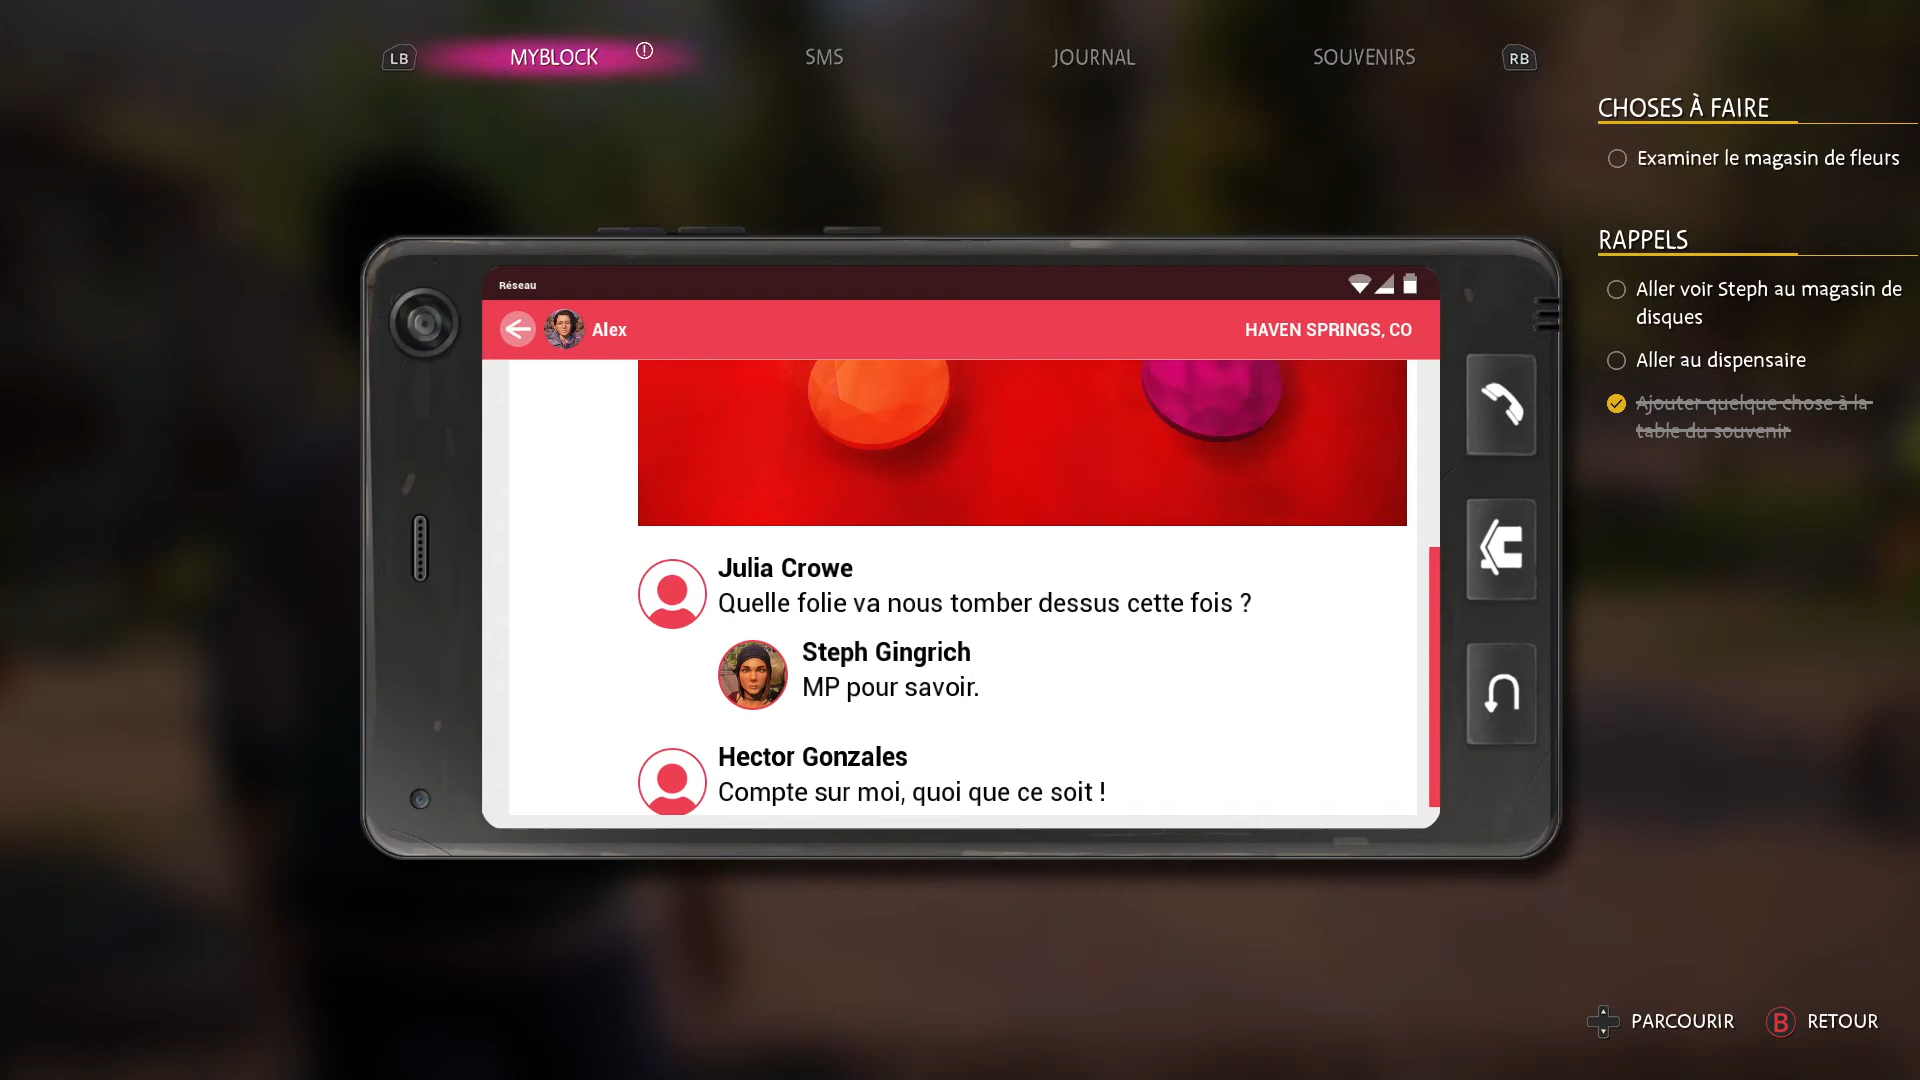 LB
MYBLOCK
SMS
JOURNAL
SOUVENIRS
RB
CHOSES À FAIRE
Examiner le magasin de fleurs
RAPPELS
Aller voir Steph au magasin de
disques
Aller au dispensaire
Ajouter quelque chose à la
table du souvenir
Réseau
Alex
HAVEN SPRINGS, CO
Julia Crowe
Quelle folie va nous tomber dessus cette fois ?
Steph Gingrich
MP pour savoir.
Hector Gonzales
Compte sur moi, quoi que ce soit !
PARCOURIR
B RETOUR